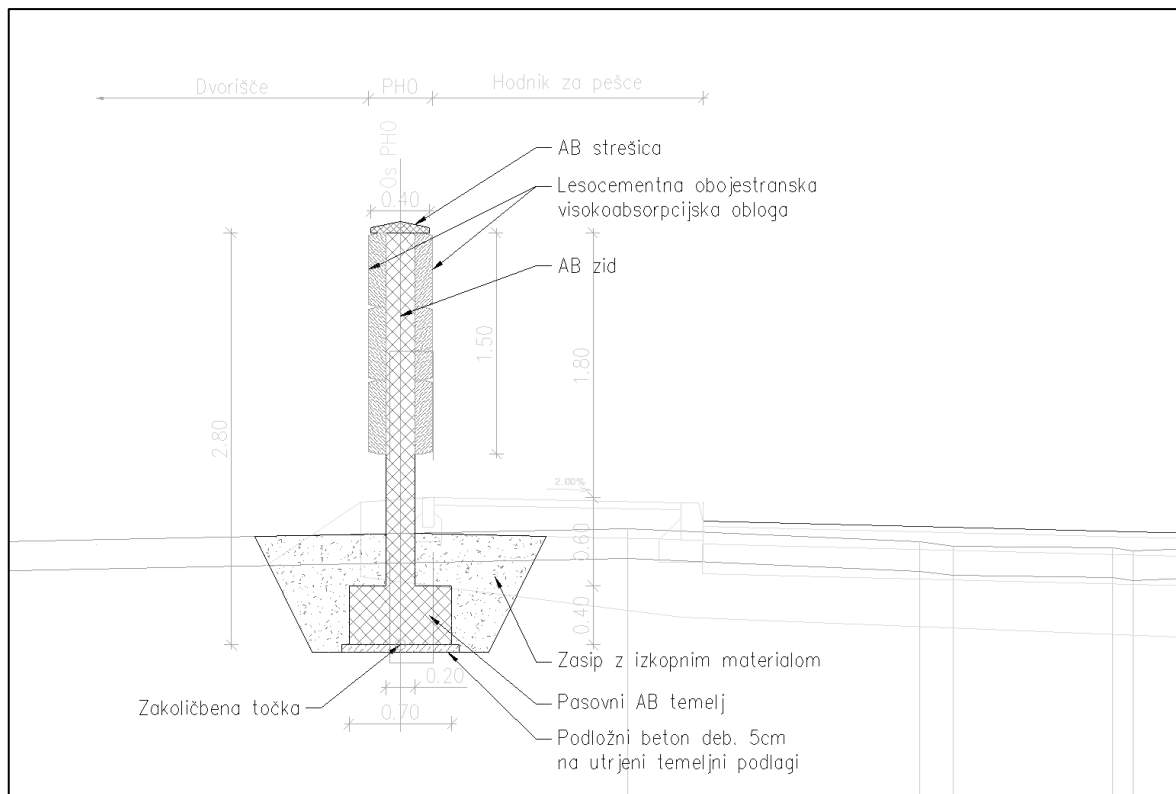 Dvorišče
PHO
Hodnik za pešce
Os PHO
AB strešica
Lesocementna obojestranska
visokoabsorpcijska obloga
0.40
AB zid
1.50
1.80
2.80
2.00%
0.60
0.40
Zasip z izkopnim materialom
0.20
Pasovni AB temelj
Zakoličbena točka
0.70
Podložni beton deb. 5cm
na utrjeni temeljni podlagi